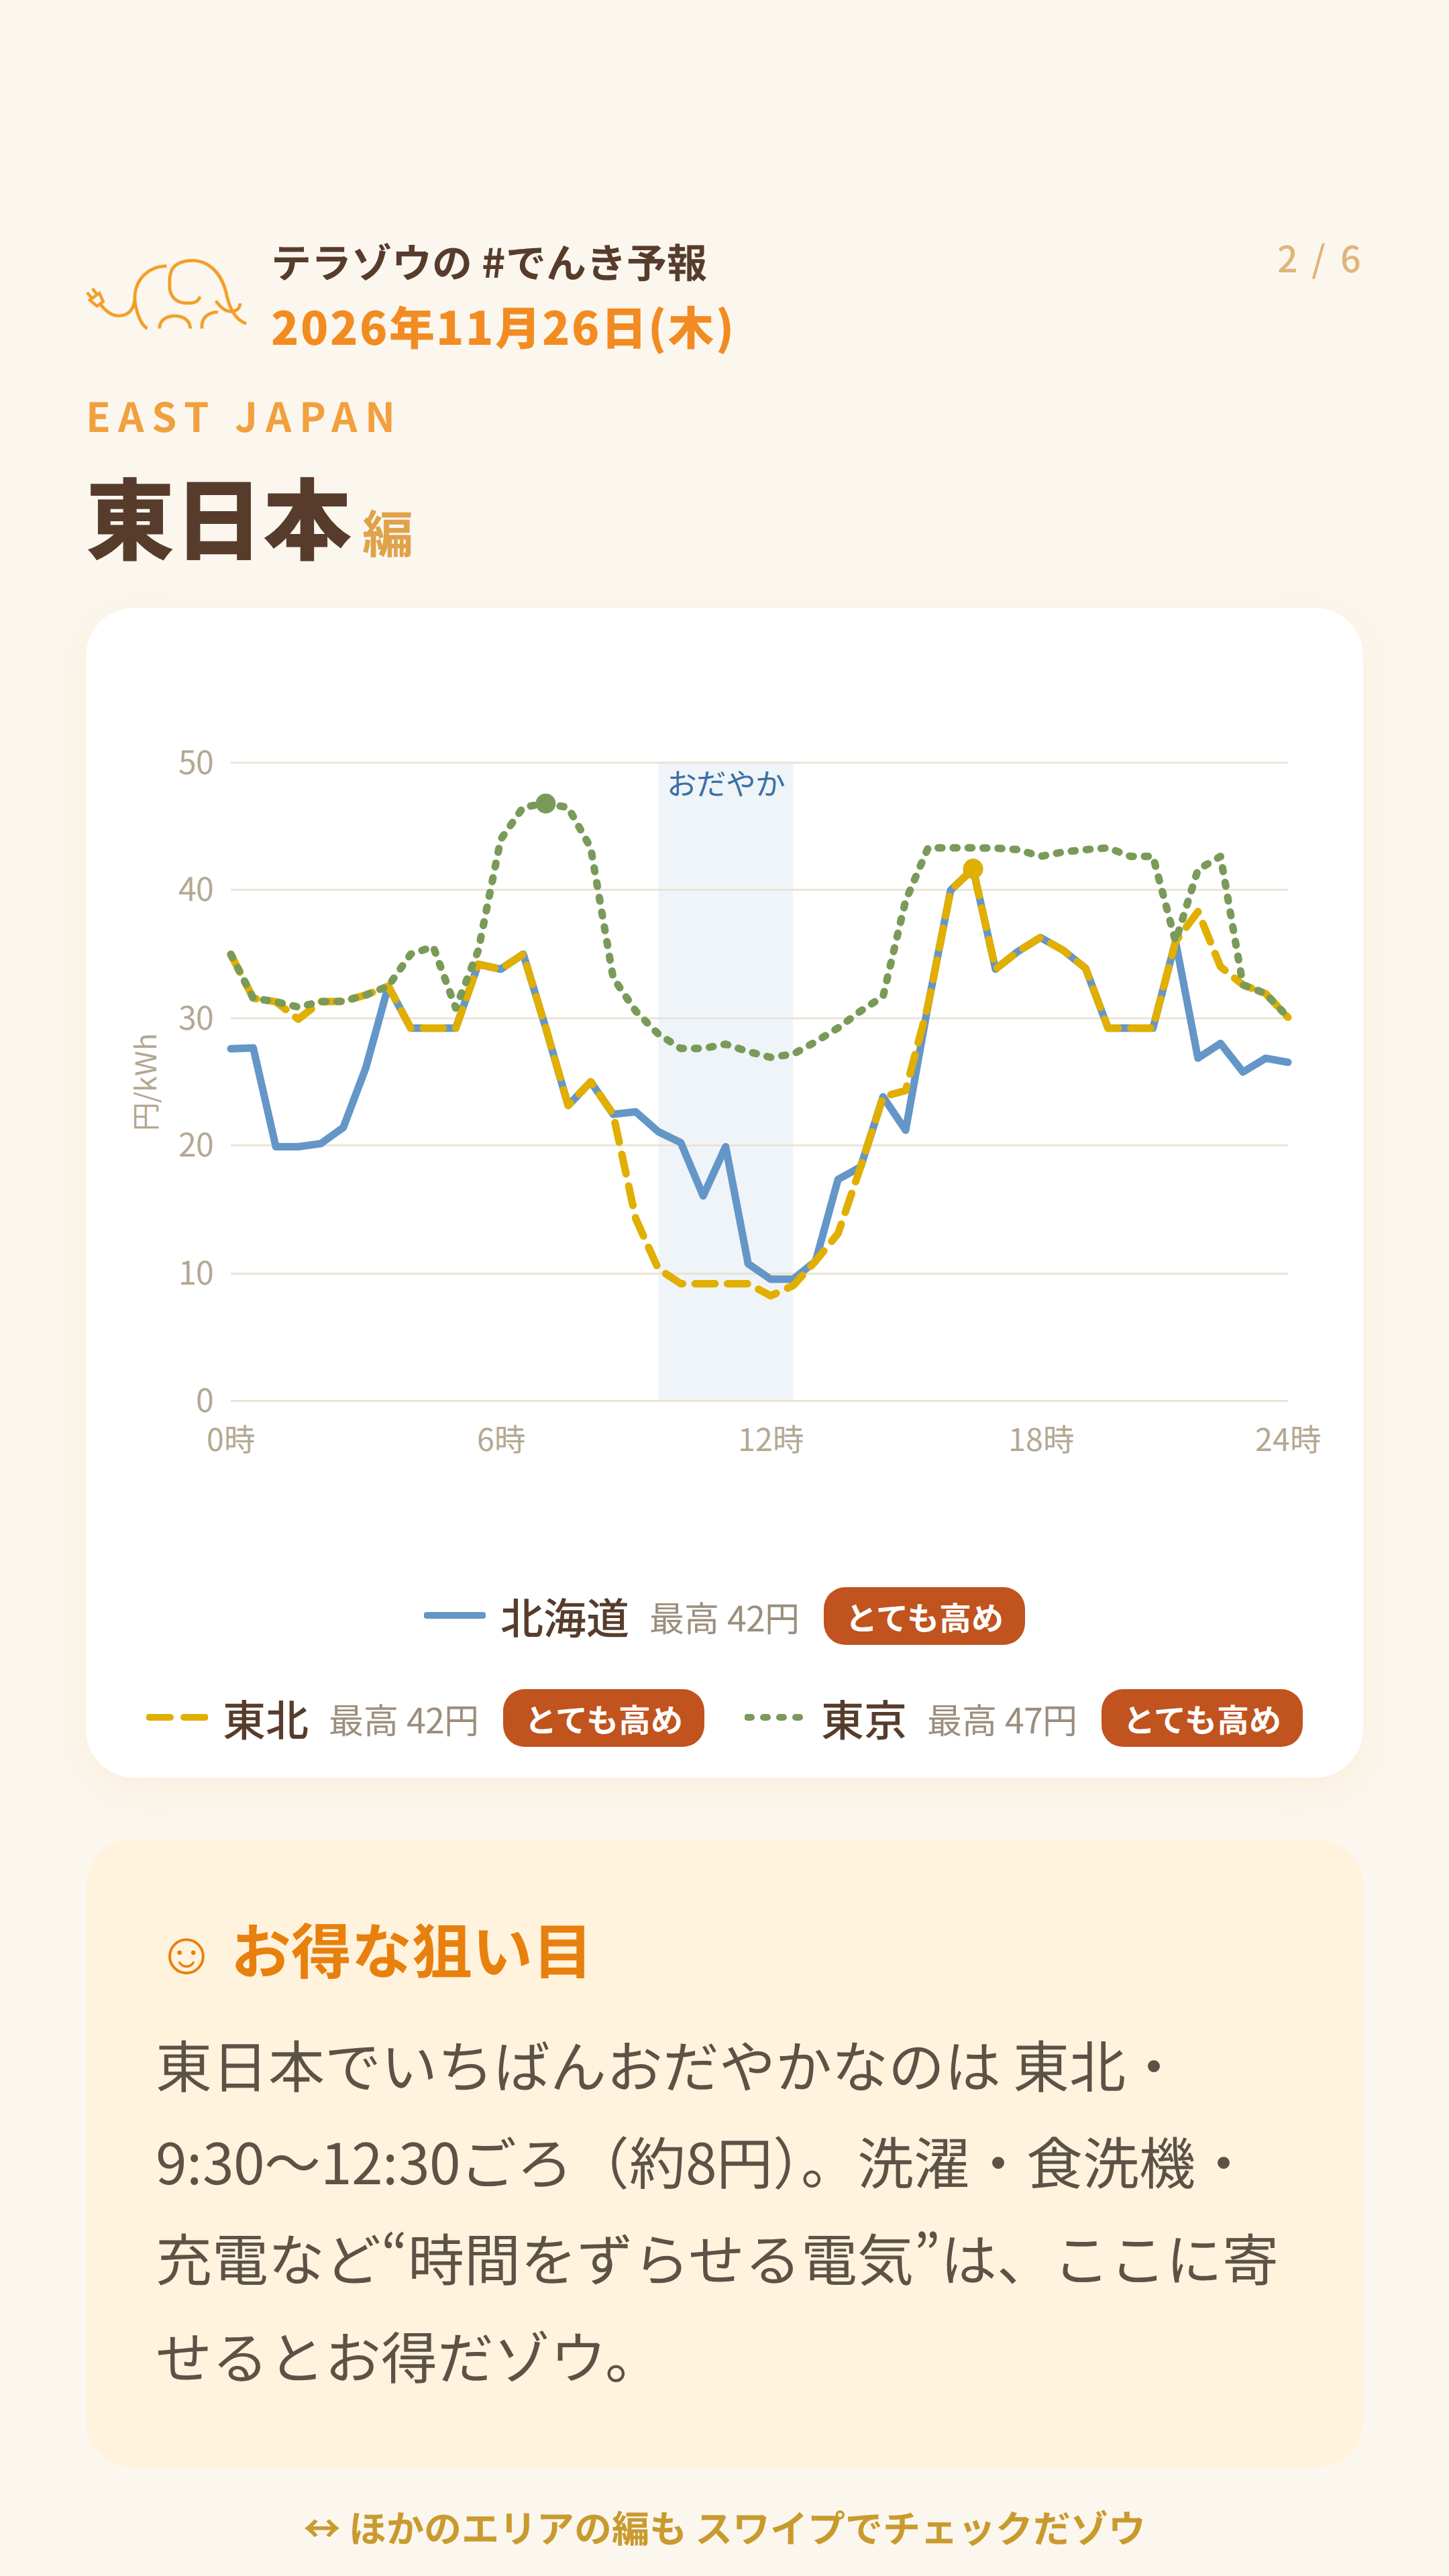 テラゾウの #でんき予報
2026年11月26日(木)
2 / 6
EAST JAPAN
東日本 編
おだやか
50
40
30
20
10
0
円/kWh
0時 6時 12時 18時 24時
北海道 最高 42円 とても高め
東北 最高 42円 とても高め 東京 最高 47円 とても高め
☺ お得な狙い目
東日本でいちばんおだやかなのは 東北・
9:30〜12:30ごろ（約8円）。洗濯・食洗機・
充電など“時間をずらせる電気”は、ここに寄
せるとお得だゾウ。
↔ ほかのエリアの編も スワイプでチェックだゾウ